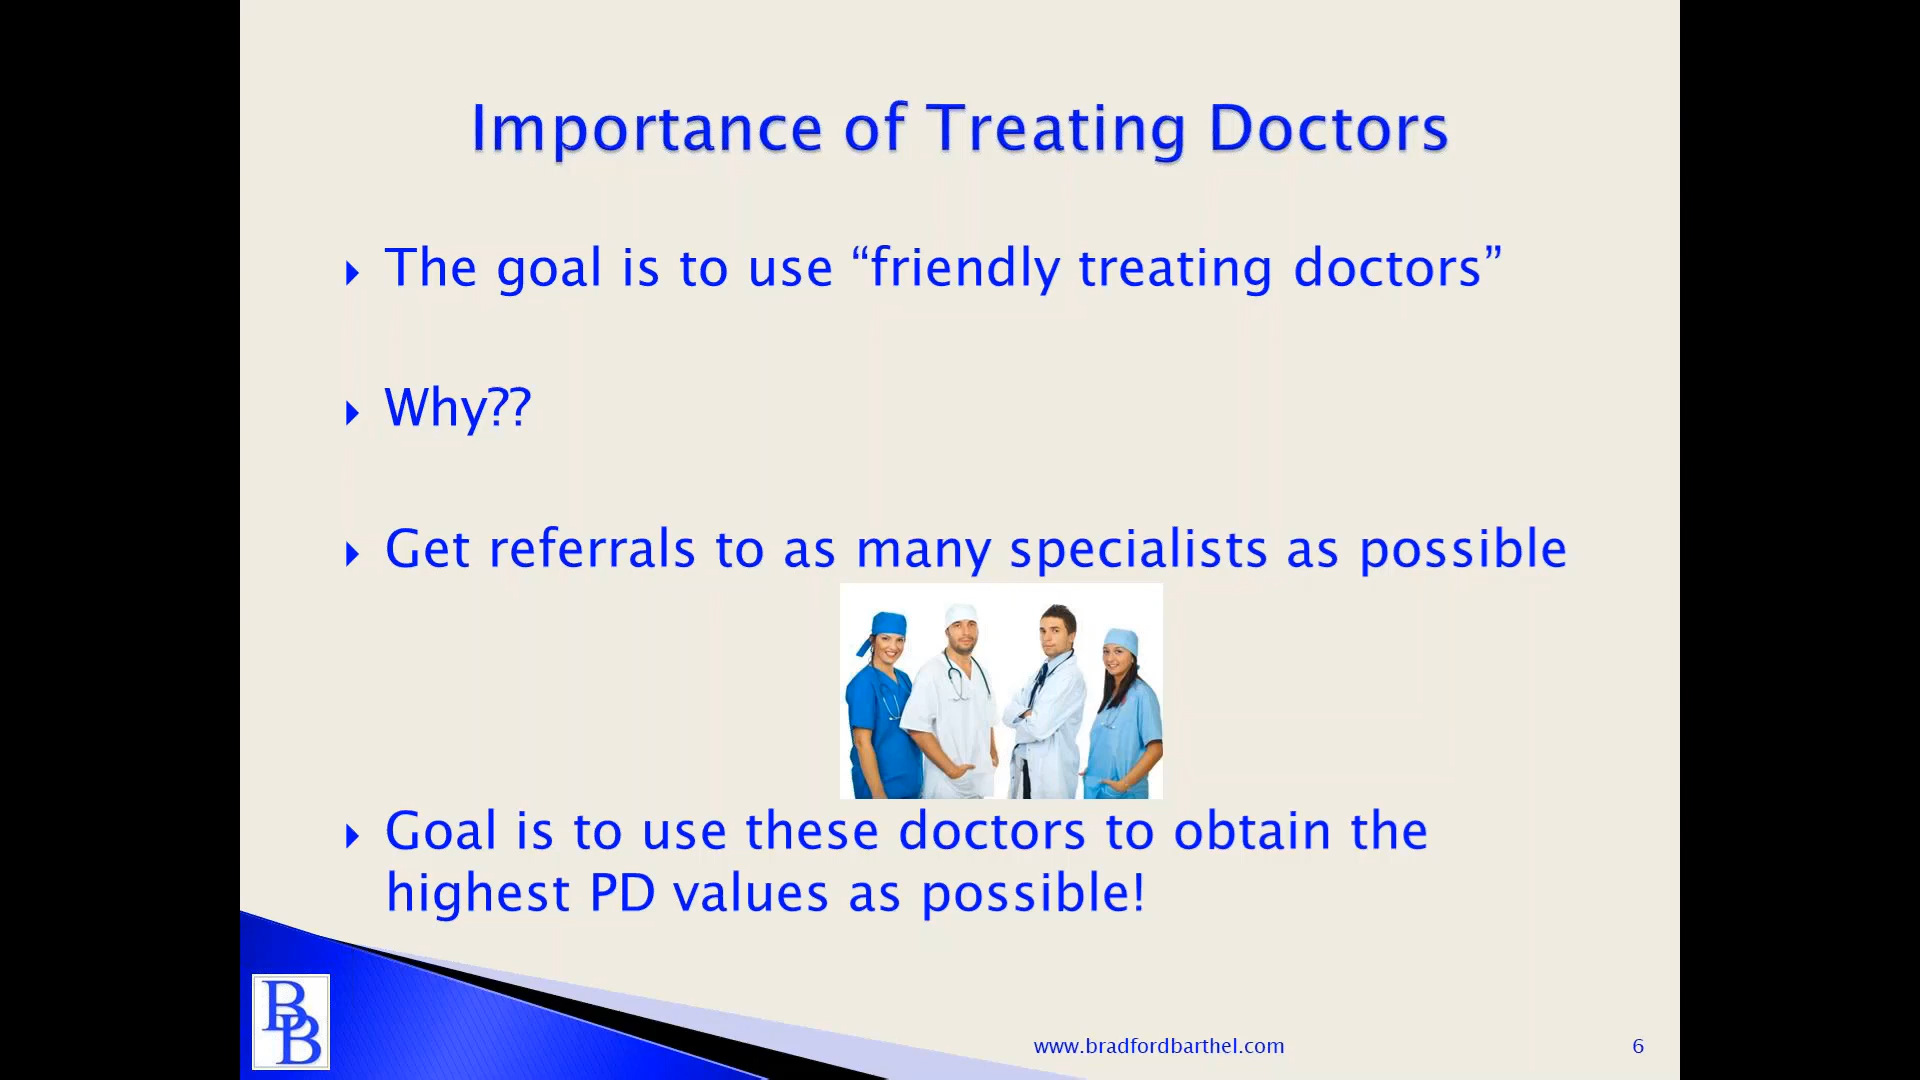 Importance of Treating Doctors
The goal is to use “friendly treating doctors”
Why??
Get referrals to as many specialists as possible
Goal is to use these doctors to obtain the
highest PD values as possible!
BB
www.bradfordbarthel.com
6